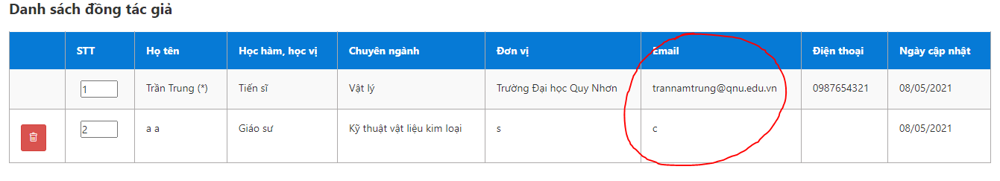 Danh sách đồng tác giả
STT Họ tên Học hàm, học vị Chuyên ngành Đơn vị Email Điện thoại Ngày cập nhật
1 Trần Trung (*) Tiến sĩ Vật lý Trường Đại học Quy Nhơn trannamtrung@qnu.edu.vn 0987654321 08/05/2021
2 a a Giáo sư Kỹ thuật vật liệu kim loại s c 08/05/2021